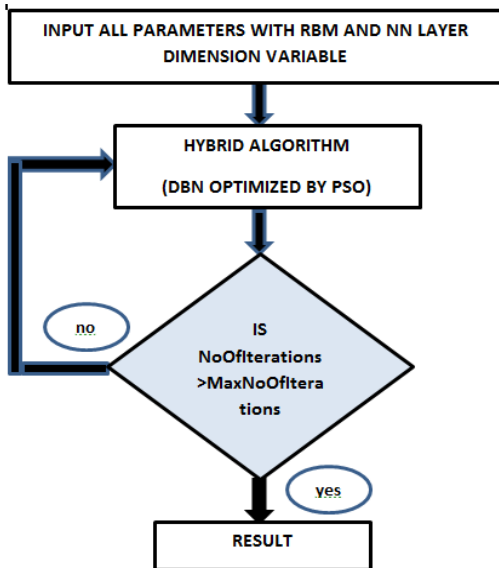 INPUT ALL PARAMETERS WITH RBM AND NN LAYER
DIMENSION VARIABLE
HYBRID ALGORITHM
(DBN OPTIMIZED BY PSO)
no
IS
NoOfIterations
>MaxNoOfItera
tions
yes
RESULT